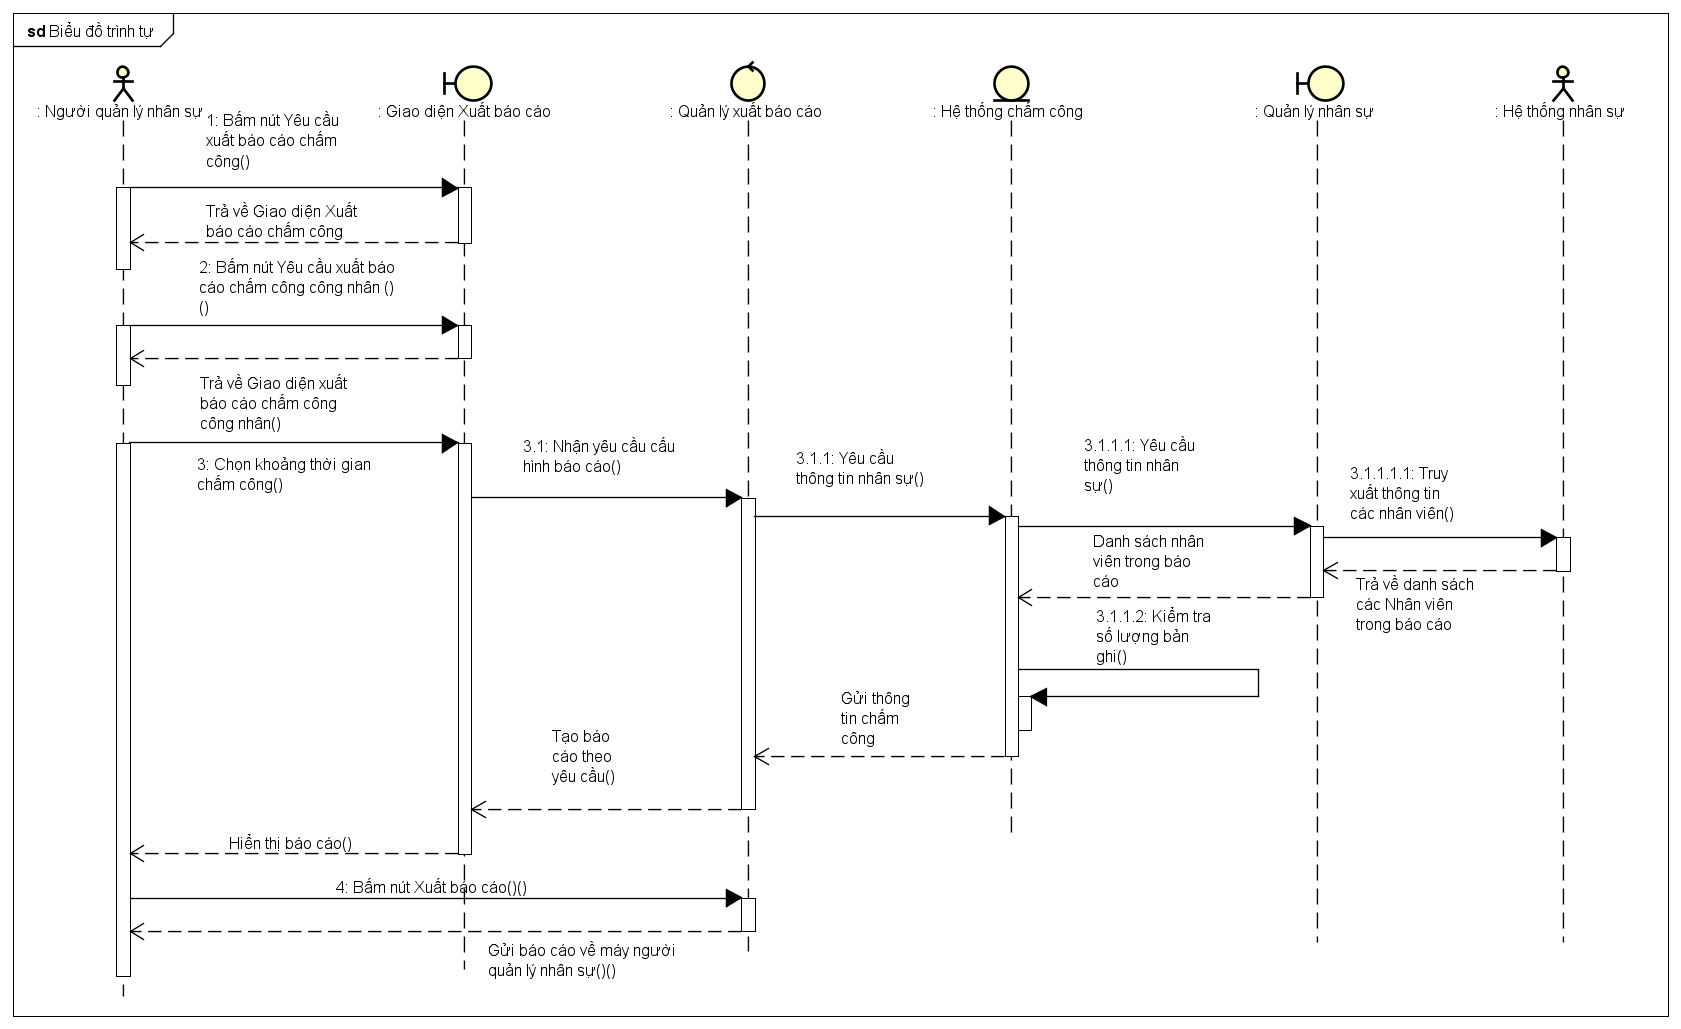 sd Biểu đồ trình tự
: Người quản lý nhân sự
: Giao diện Xuất báo cáo
: Quản lý xuất báo cáo
: Hệ thống chấm công
: Quản lý nhân sự
: Hệ thống nhân sự
1: Bấm nút Yêu cầu
xuất báo cáo chấm
công()
Trả về Giao diện Xuất
báo cáo chấm công
2: Bấm nút Yêu cầu xuất báo
cáo chấm công công nhân ()
()
Trả về Giao diện xuất
báo cáo chấm công
công nhân()
3: Chọn khoảng thời gian
chấm công()
3.1: Nhận yêu cầu cấu
hình báo cáo()
3.1.1: Yêu cầu
thông tin nhân sự()
3.1.1.1: Yêu cầu
thông tin nhân
sự()
3.1.1.1.1: Truy
xuất thông tin
các nhân viên()
Danh sách nhân
viên trong báo
cáo
Trả về danh sách
các Nhân viên
trong báo cáo
3.1.1.2: Kiểm tra
số lượng bản
ghi()
Gửi thông
tin chấm
công
Tạo báo
cáo theo
yêu cầu()
Hiển thị báo cáo()
4: Bấm nút Xuất báo cáo()()
Gửi báo cáo về máy người
quản lý nhân sự()()